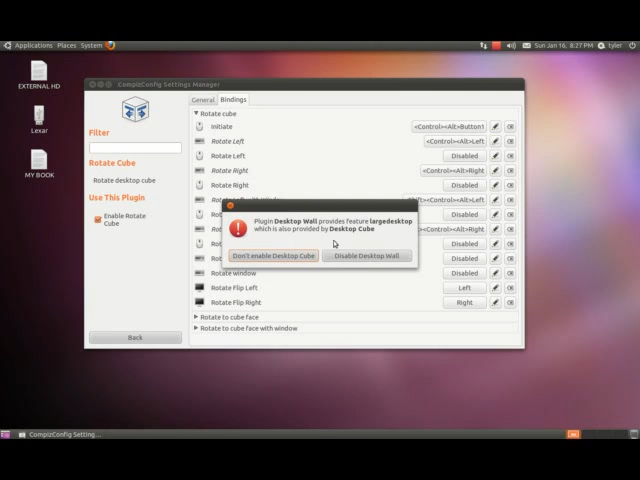 Applications Places System
Sun Jan 16, 8:27 PM
tyler
EXTERNAL HD
Lexar
MY BOOK
CompizConfig Settings Manager
Filter
Rotate Cube
Rotate desktop cube
Use This Plugin
Enable Rotate
Cube
Back
General Bindings
Rotate cube
Initiate <Control><Alt>Button1
Rotate Left <Control><Alt>Left
Rotate Left Disabled
Rotate Right <Control><Alt>Right
Rotate Right Disabled
<Alt>Left
Disabled
<Control><Alt>Right
Disabled
Disabled
Rotate window Disabled
Rotate Flip Left Left
Rotate Flip Right Right
Rotate to cube face
Rotate to cube face with window
Plugin Desktop Wall provides feature largedesktop
which is also provided by Desktop Cube
Don't enable Desktop Cube Disable Desktop Wall
CompizConfig Setting...